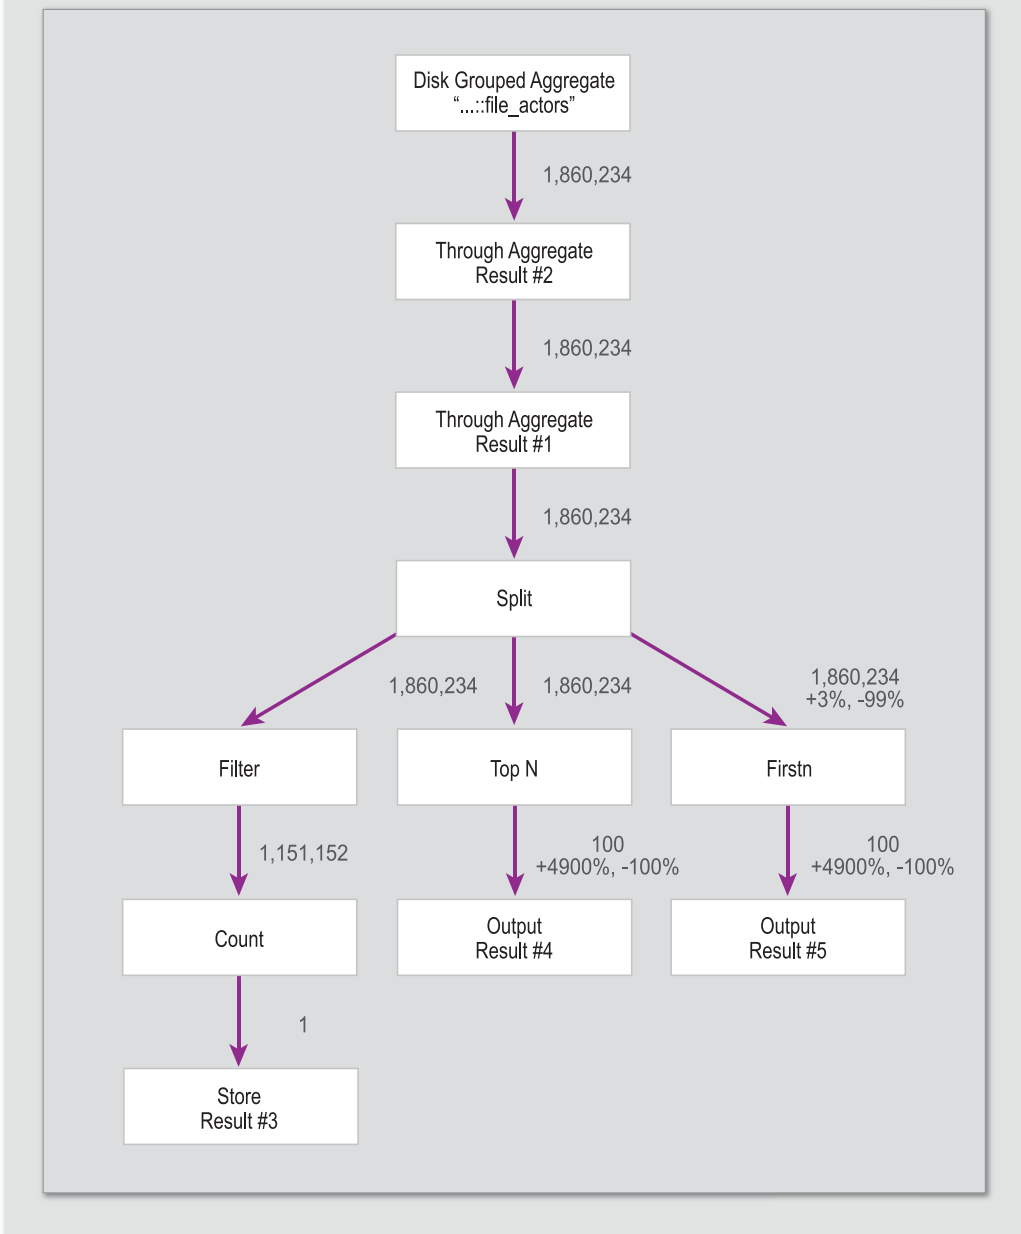 Disk Grouped Aggregate
“...::file_actors”
1,860,234
Through Aggregate
Result #2
1,860,234
Through Aggregate
Result #1
1,860,234
Split
1,860,234
1,860,234
1,860,234
+3%, -99%
Filter
Top N
Firstn
1,151,152
100
+4900%, -100%
100
+4900%, -100%
Count
Output
Result #4
Output
Result #5
1
Store
Result #3